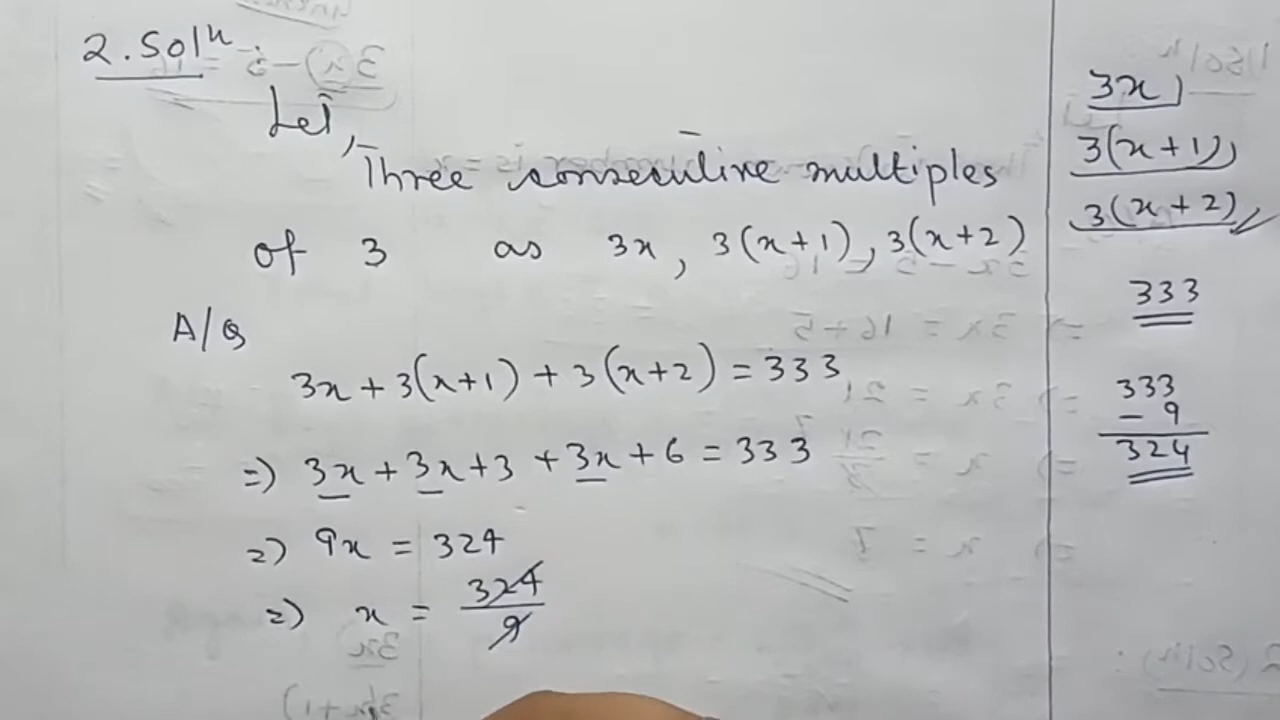 2. Solⁿ.
Let,
Three consecutive multiples
of 3 as 3x, 3(x+1), 3(x+2)
A/Q
3x + 3(x+1) + 3(x+2) = 333
=) 3x + 3x + 3 + 3x + 6 = 333
=) 9x = 324
=) x = 324/9
3x,
3(x+1),
3(x+2)
333
333
- 9
324